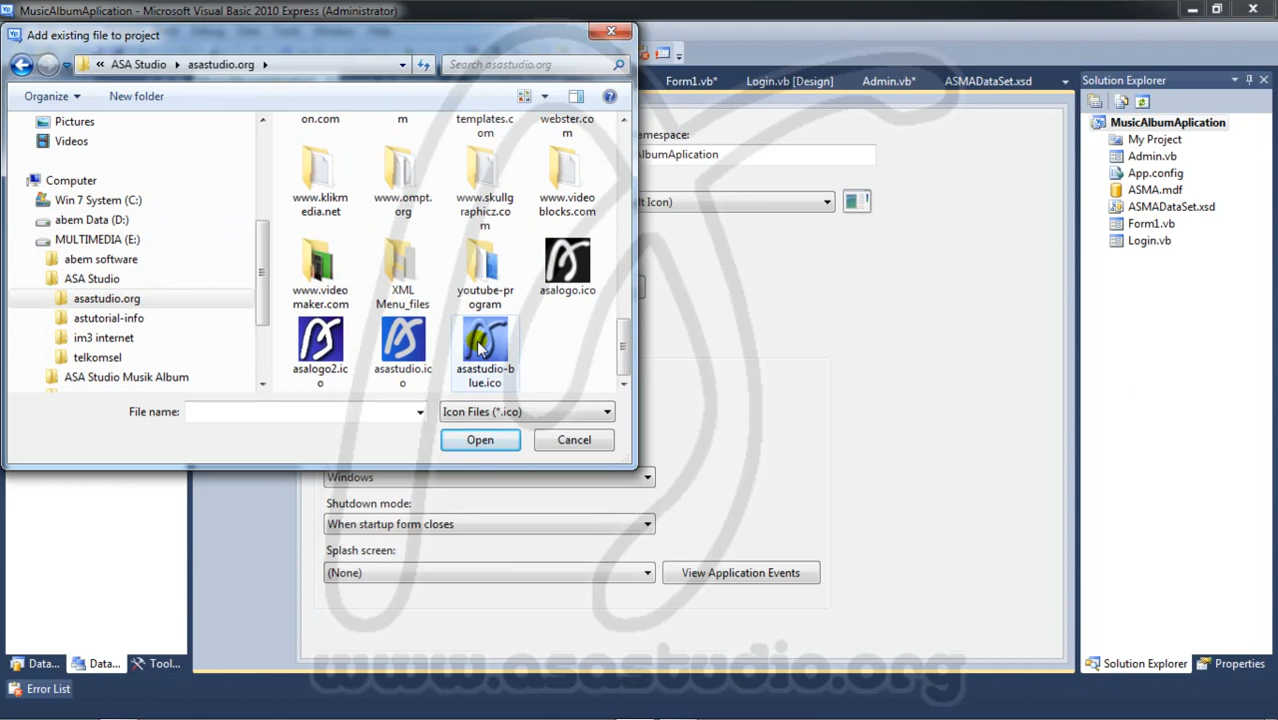 MusicAlbumAplication - Microsoft Visual Basic 2010 Express (Administrator)
Add existing file to project
« ASA Studio asastudio.org
Search asastudio.org
Organize
New folder
Pictures
Videos
Computer
Win 7 System (C:)
abem Data (D:)
MULTIMEDIA (E:)
abem software
ASA Studio
asastudio.org
astutorial-info
im3 internet
telkomsel
ASA Studio Musik Album
on.com
m
templates.c
om
webster.co
m
www.klikm
edia.net
www.ompt.
org
www.skullg
raphicz.co
m
www.video
blocks.com
www.video
maker.com
XML
Menu_files
youtube-pr
ogram
asalogo.ico
asalogo2.ic
o
asastudio.ic
o
asastudio-b
lue.ico
File name:
Icon Files (*.ico)
Open
Cancel
Form1.vb*
Login.vb [Design]
Admin.vb*
ASMADataSet.xsd
amespace:
AlbumAplication
lt Icon)
Windows
Shutdown mode:
When startup form closes
Splash screen:
(None)
View Application Events
Solution Explorer
MusicAlbumAplication
My Project
Admin.vb
App.config
ASMA.mdf
ASMADataSet.xsd
Form1.vb
Login.vb
Data...
Data...
Tool...
Solution Explorer
Properties
Error List
www.asastudio.org